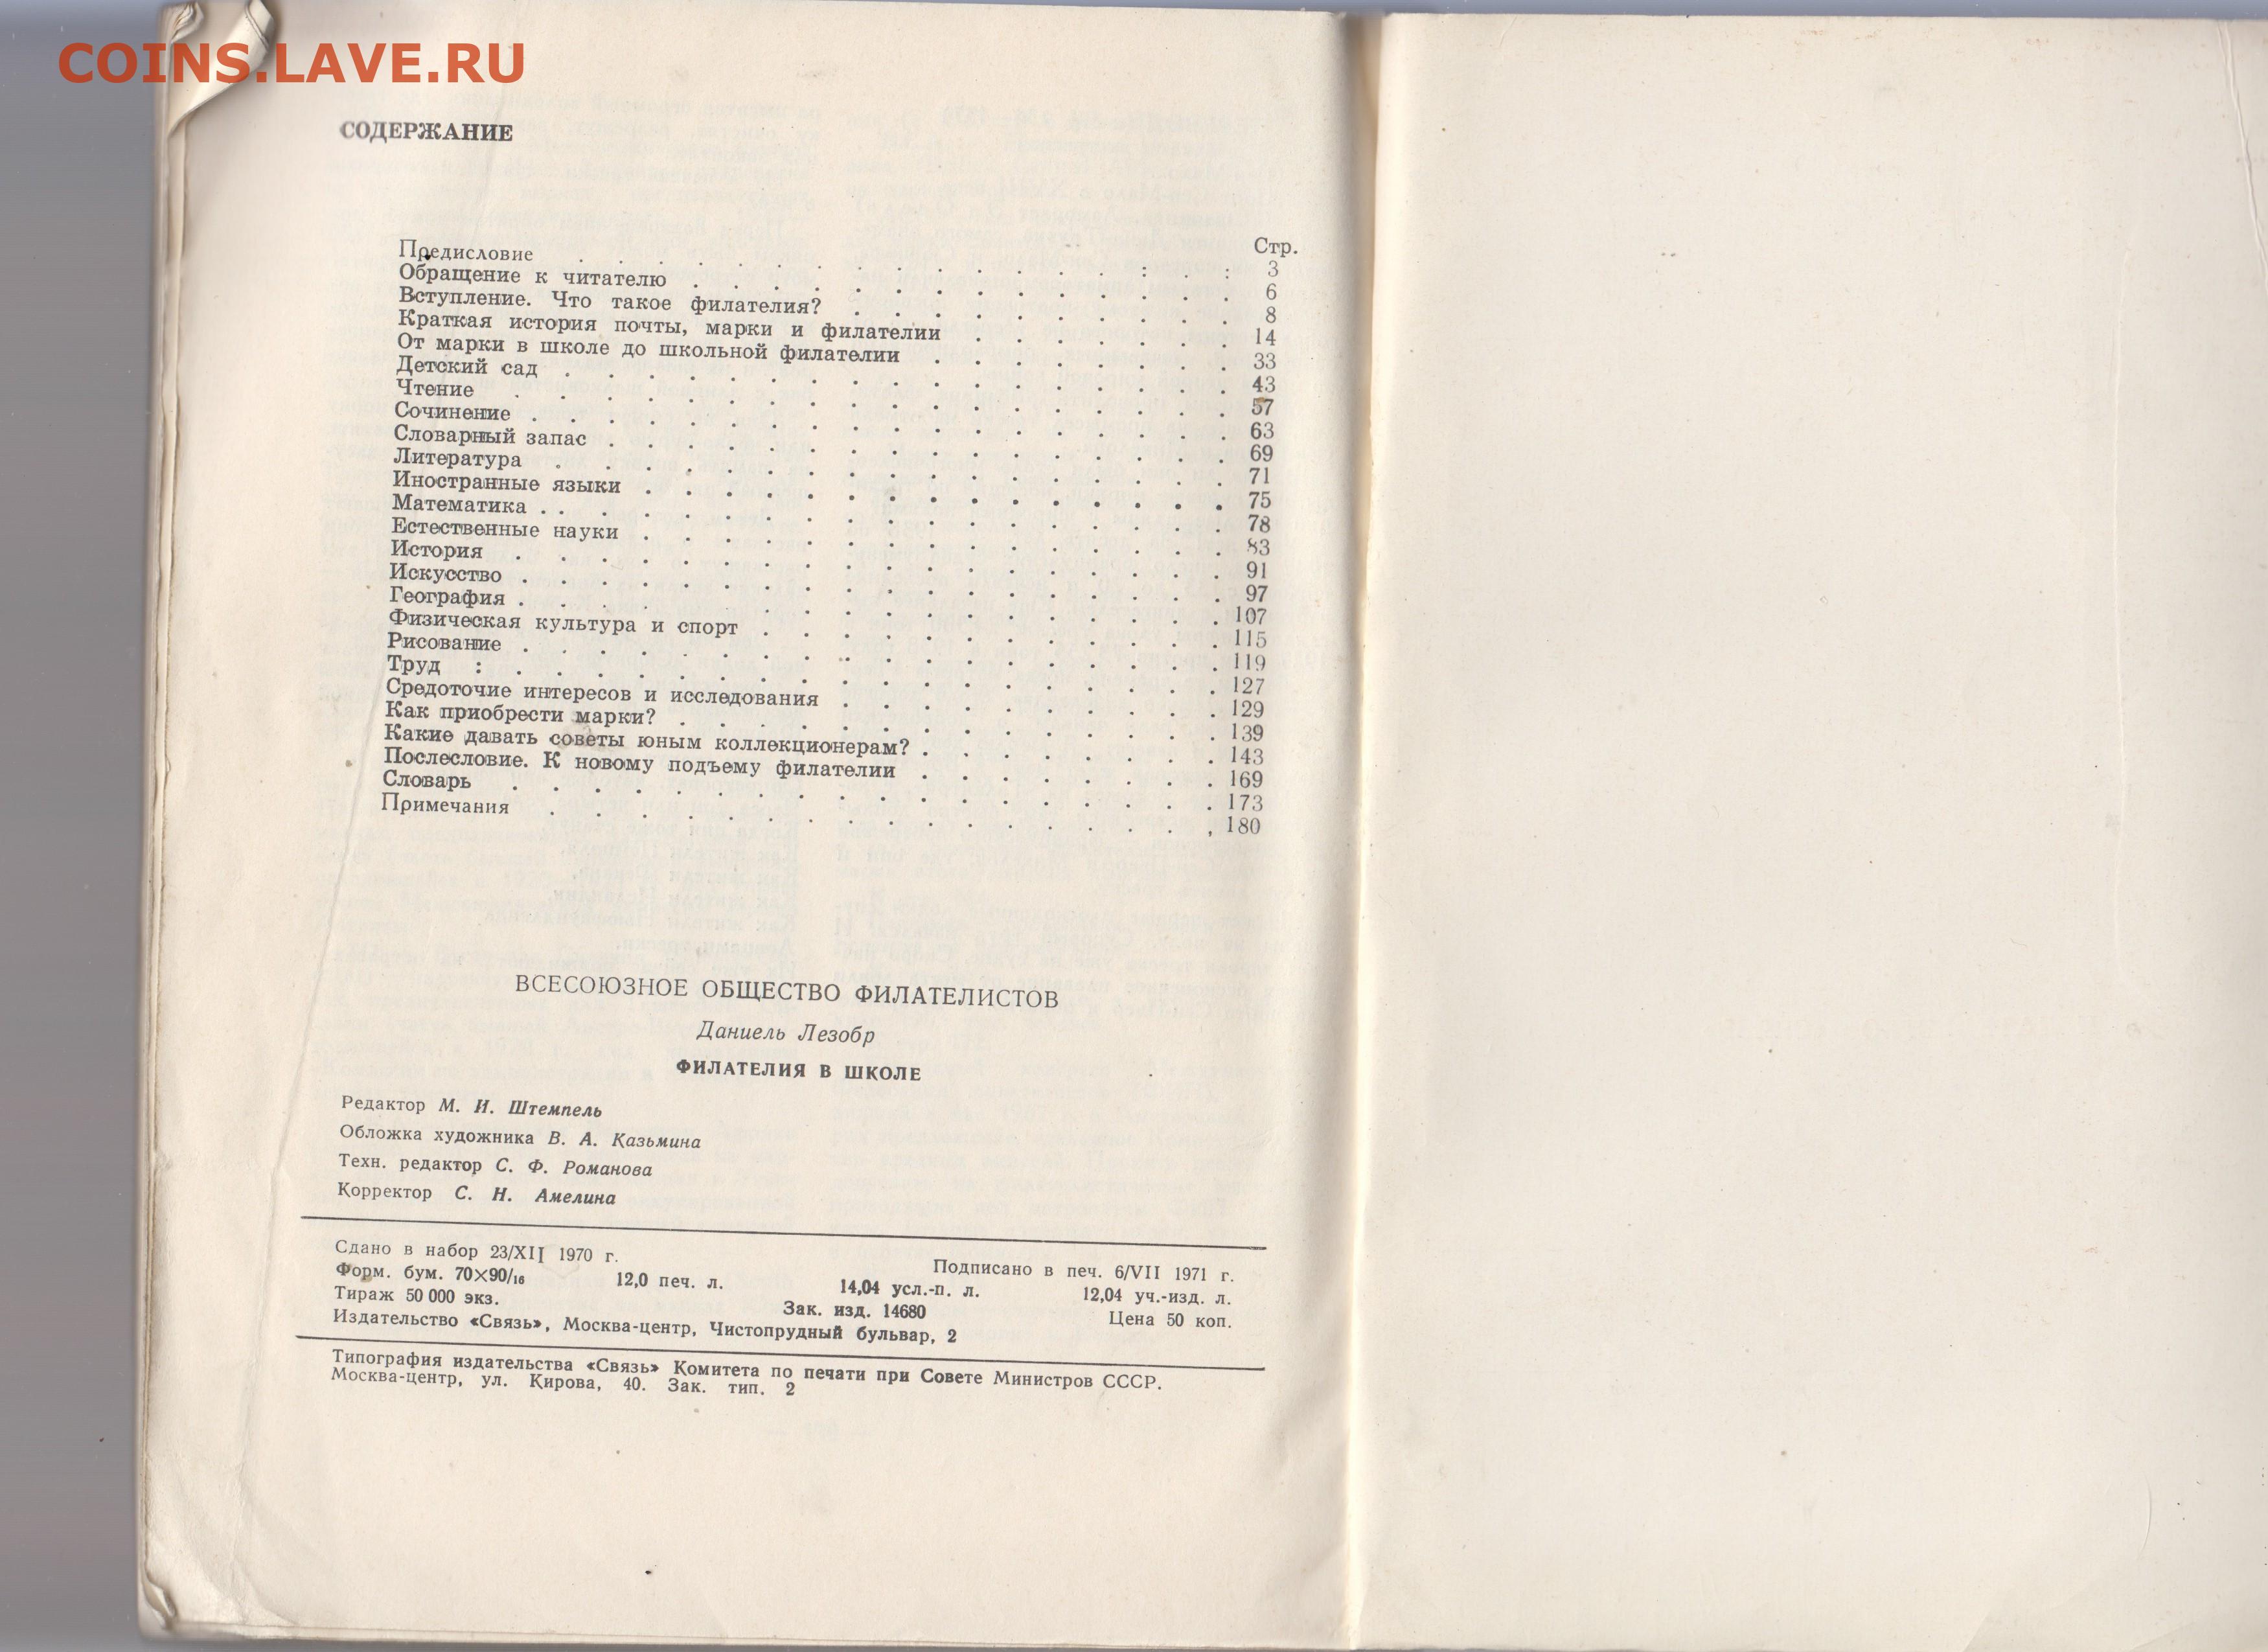 COINS.LAVE.RU
СОДЕРЖАНИЕ
Стр.
Предисловие 3
Обращение к читателю 6
Вступление. Что такое филателия? 8
Краткая история почты, марки и филателии 14
От марки в школе до школьной филателии 33
Детский сад 43
Чтение 57
Сочинение 63
Словарный запас 69
Литература 71
Иностранные языки 75
Математика 78
Естественные науки 83
История 91
Искусство 97
География 107
Физическая культура и спорт 115
Рисование 119
Труд 127
Средоточие интересов и исследования 129
Как приобрести марки? 139
Какие давать советы юным коллекционерам? 143
Послесловие. К новому подъему филателии 169
Словарь 173
Примечания 180
ВСЕСОЮЗНОЕ ОБЩЕСТВО ФИЛАТЕЛИСТОВ
Даниель Лезобр
ФИЛАТЕЛИЯ В ШКОЛЕ
Редактор М. И. Штемпель
Обложка художника В. А. Казьмина
Техн. редактор С. Ф. Романова
Корректор С. Н. Амелина
Сдано в набор 23/XII 1970 г. Подписано в печ. 6/VII 1971 г.
Форм. бум. 70×90/16 12,0 печ. л. 14,04 усл.-п. л. 12,04 уч.-изд. л.
Тираж 50 000 экз. Зак. изд. 14680 Цена 50 коп.
Издательство «Связь», Москва-центр, Чистопрудный бульвар, 2
Типография издательства «Связь» Комитета по печати при Совете Министров СССР.
Москва-центр, ул. Кирова, 40. Зак. тип. 2